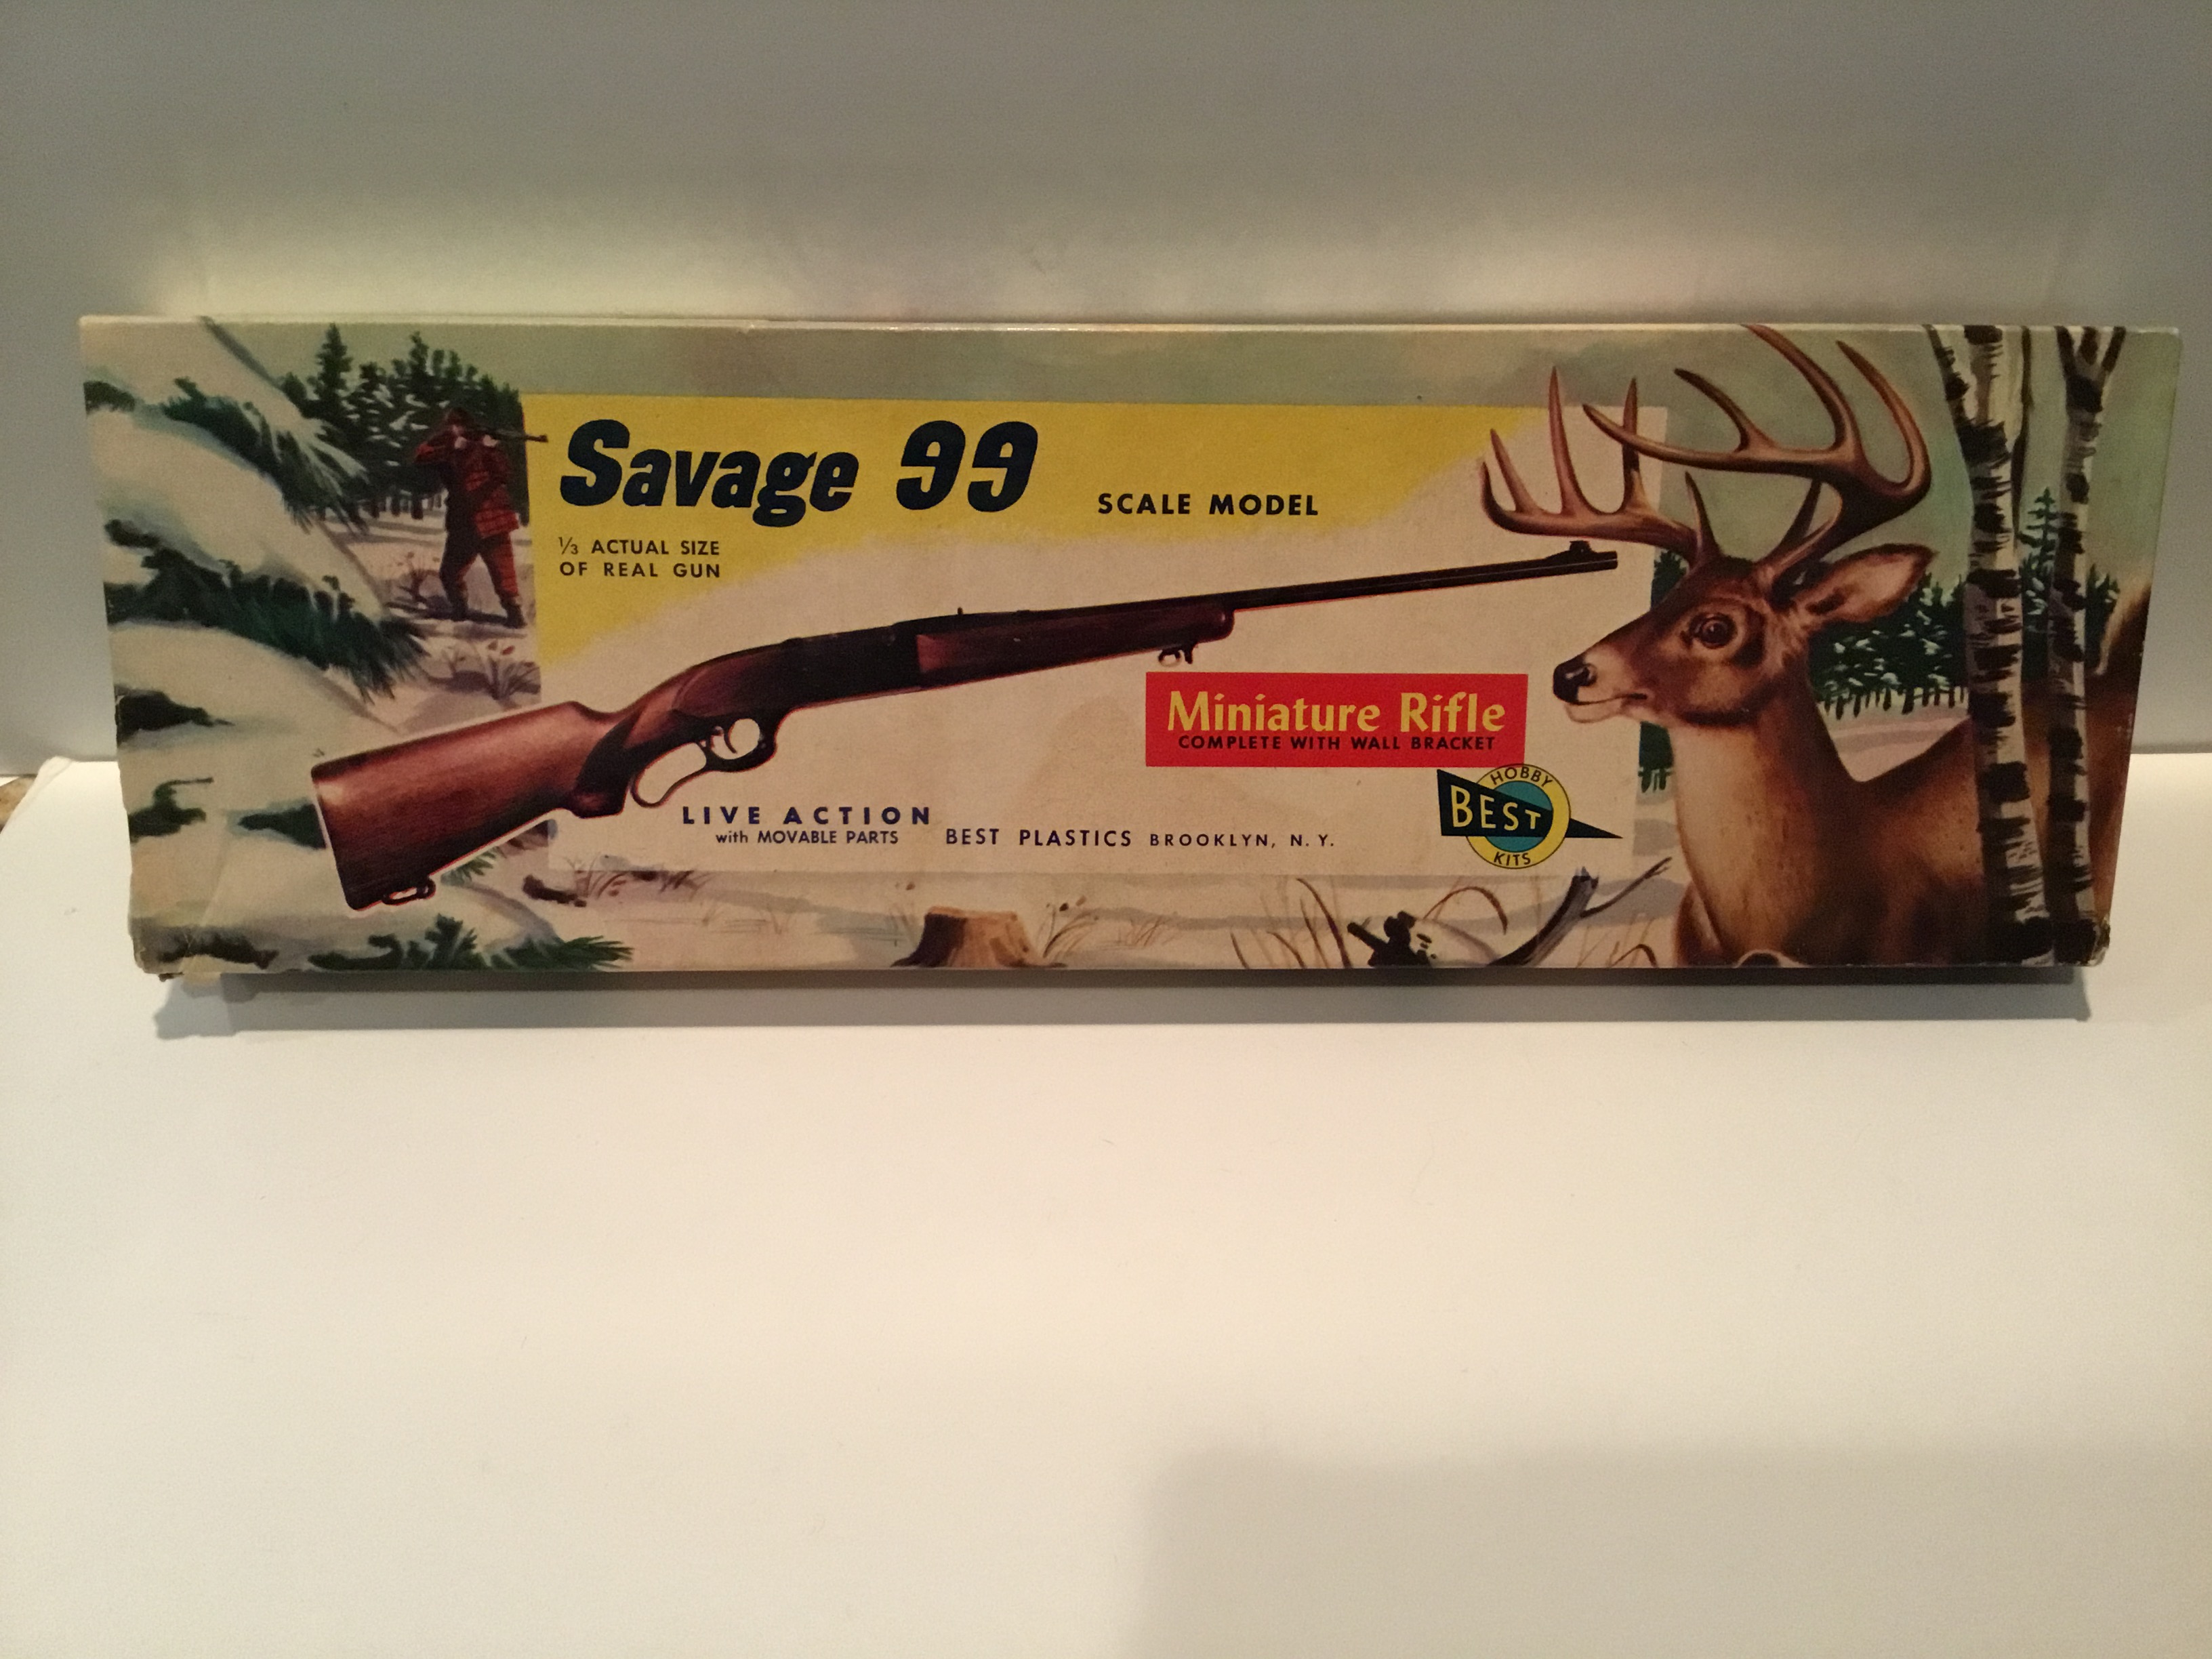 Savage 99
SCALE MODEL
1/3 ACTUAL SIZE
OF REAL GUN
Miniature Rifle
COMPLETE WITH WALL BRACKET
LIVE ACTION
with MOVABLE PARTS
BEST PLASTICS BROOKLYN, N.Y.
HOBBY
BEST
KITS